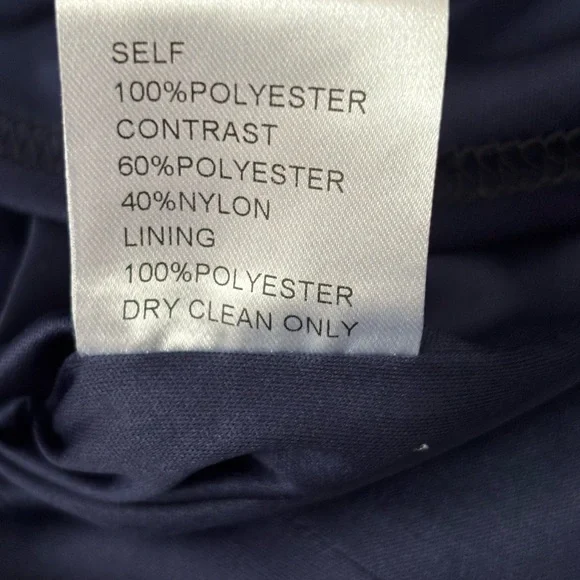 SELF
100%POLYESTER
CONTRAST
60%POLYESTER
40%NYLON
LINING
100%POLYESTER
DRY CLEAN ONLY